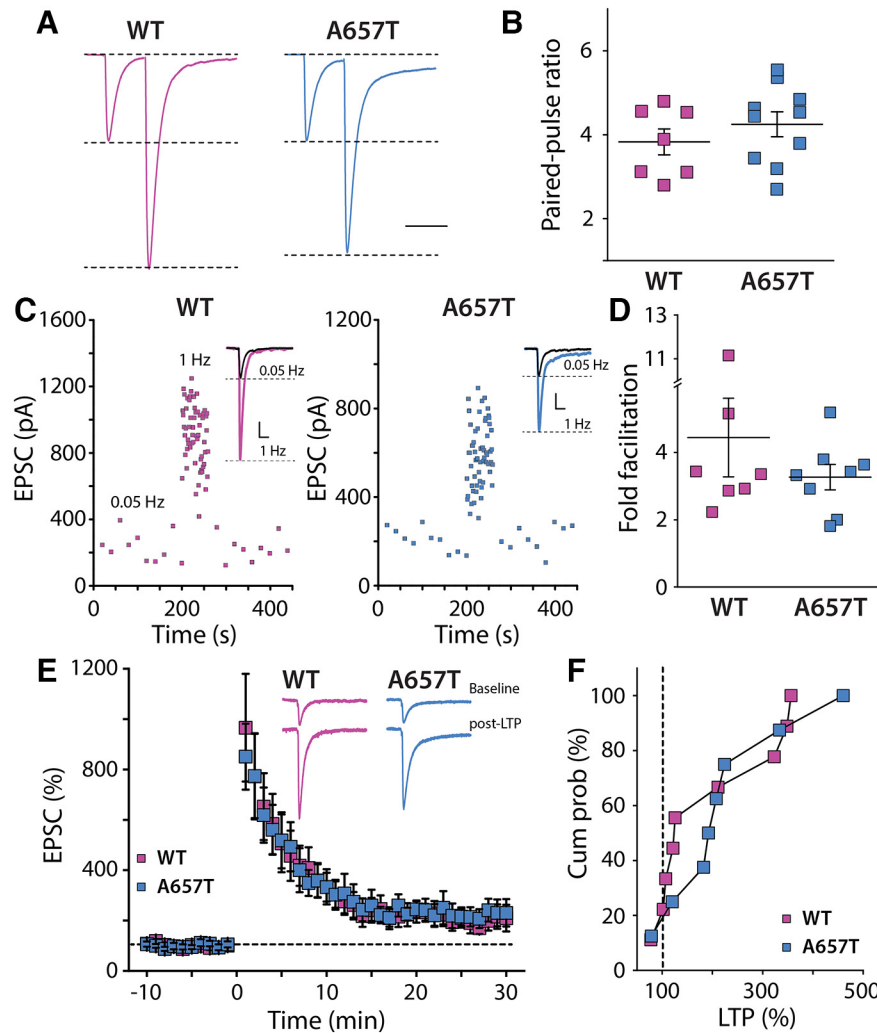 A
WT
A657T
B
Paired-pulse ratio
6
4
2
WT
A657T
C
WT
1600
1200
800
400
0
EPSC (pA)
1 Hz
0.05 Hz
0.05 Hz
1 Hz
0
200
400
Time (s)
A657T
1200
800
400
0
EPSC (pA)
0.05 Hz
1 Hz
0
200
400
Time (s)
D
Fold facilitation
13
11
4
2
0
WT
A657T
E
1200
800
400
0
EPSC (%)
WT
A657T
Baseline
post-LTP
WT
A657T
-10
0
10
20
30
Time (min)
F
Cum prob (%)
100
80
60
40
20
0
WT
A657T
100
300
500
LTP (%)